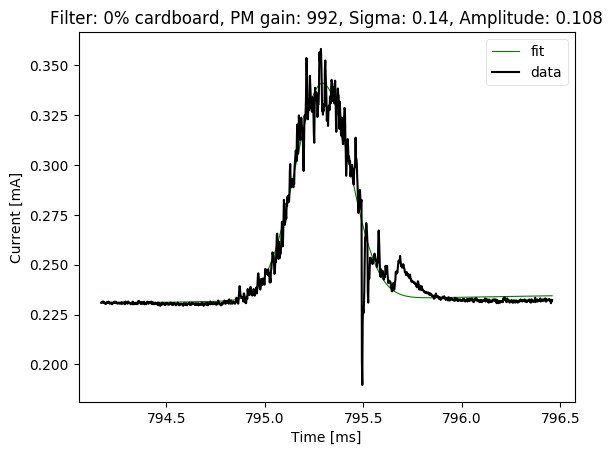 Filter: 0% cardboard, PM gain: 992, Sigma: 0.14, Amplitude: 0.108
fit
data
0.350
0.325
0.300
0.275
0.250
0.225
0.200
Current [mA]
794.5 795.0 795.5 796.0 796.5
Time [ms]